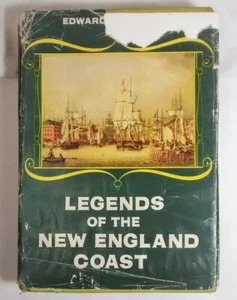 EDWARD
LEGENDS
OF THE
NEW ENGLAND
COAST